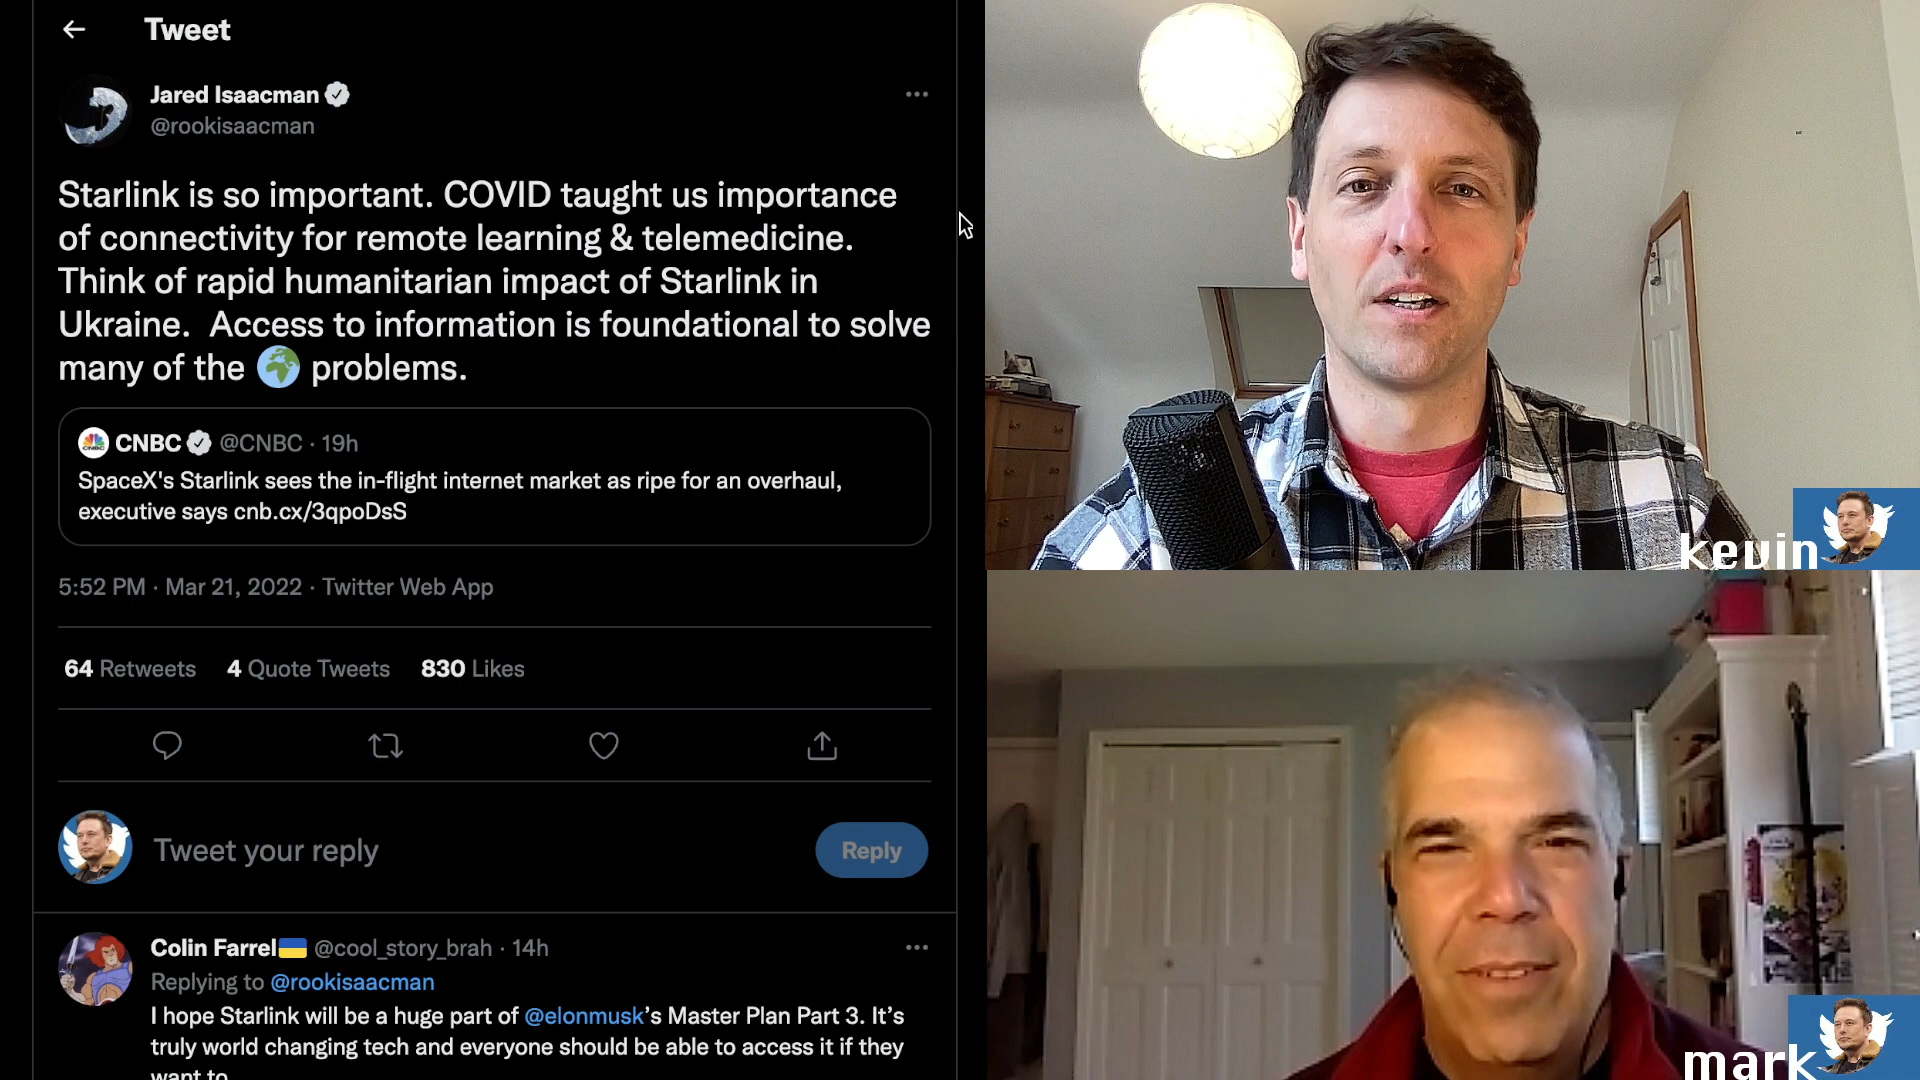 Tweet
Jared Isaacman
@rookisaacman
Starlink is so important. COVID taught us importance
of connectivity for remote learning & telemedicine.
Think of rapid humanitarian impact of Starlink in
Ukraine. Access to information is foundational to solve
many of the 🌍 problems.
CNBC @CNBC · 19h
SpaceX's Starlink sees the in-flight internet market as ripe for an overhaul,
executive says cnb.cx/3qpoDsS
5:52 PM · Mar 21, 2022 · Twitter Web App
64 Retweets 4 Quote Tweets 830 Likes
Tweet your reply
Reply
Colin Farrel🇺🇦 @cool_story_brah · 14h
Replying to @rookisaacman
I hope Starlink will be a huge part of @elonmusk's Master Plan Part 3. It's
truly world changing tech and everyone should be able to access it if they
want to
kevin
mark